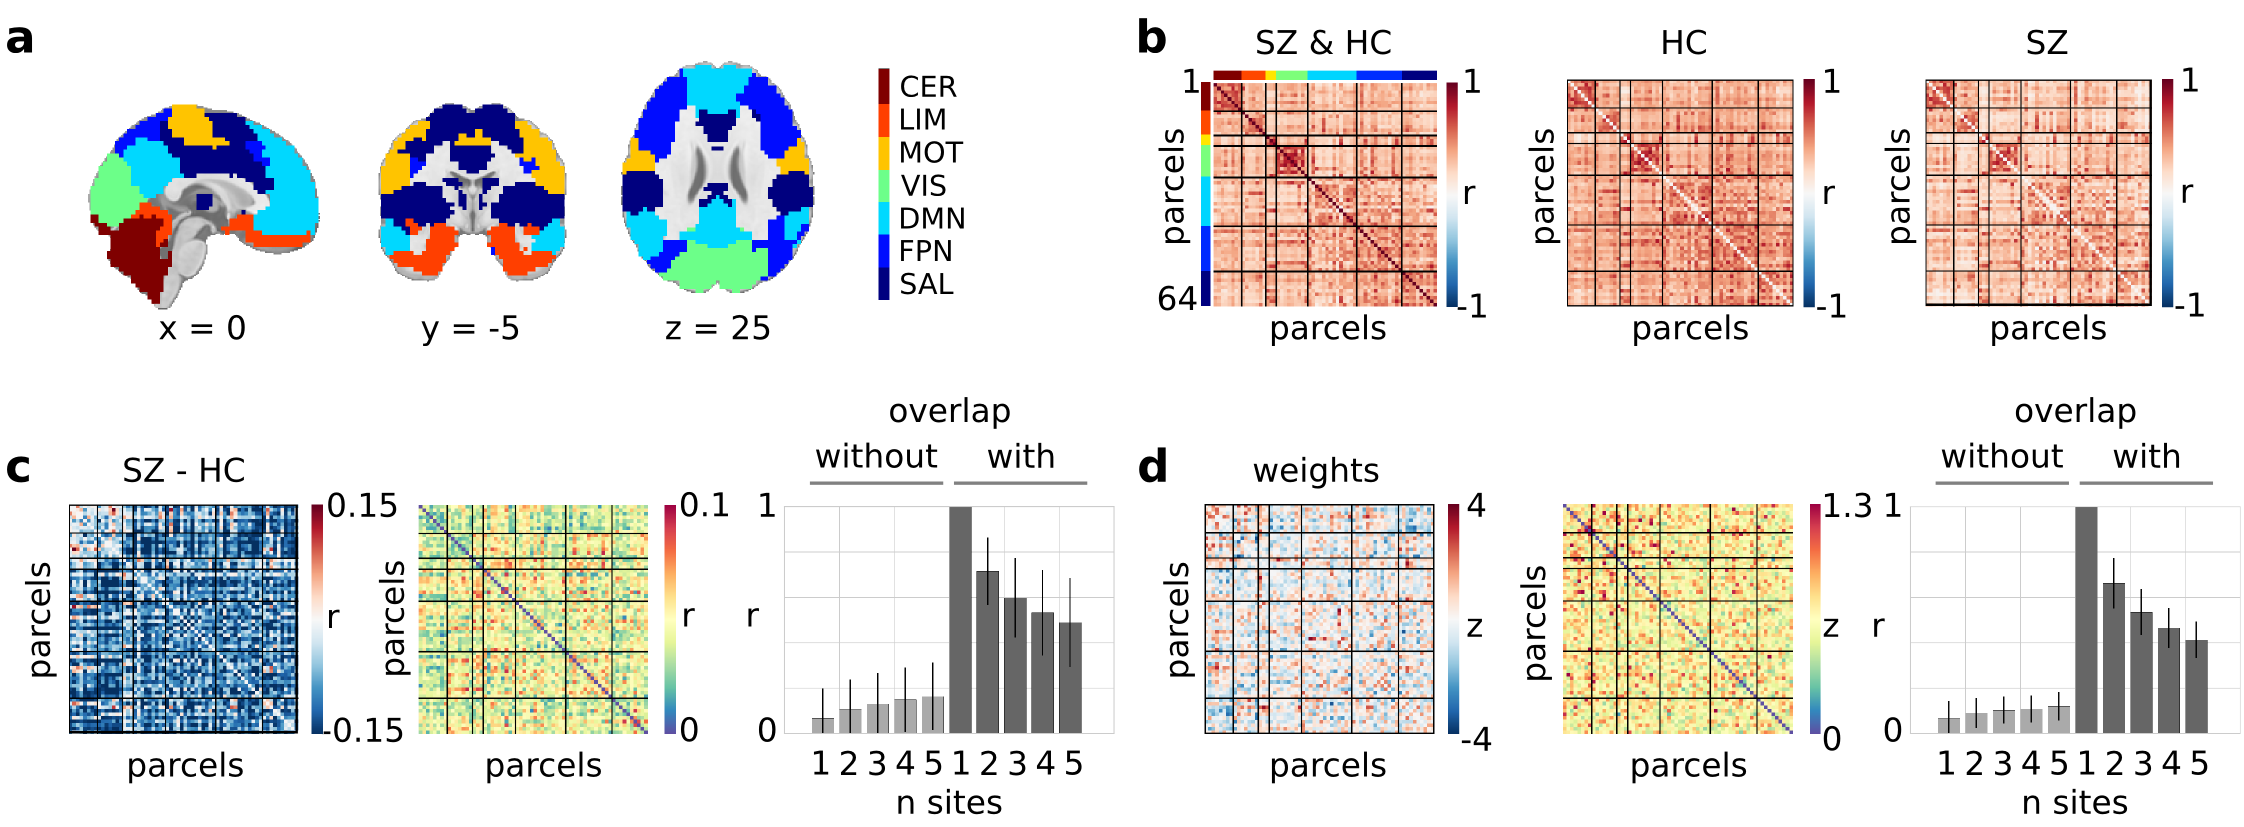 a
CER
LIM
MOT
VIS
DMN
FPN
SAL
x = 0
y = -5
z = 25
b
SZ & HC
1
64
parcels
parcels
1
r
-1
HC
parcels
parcels
1
r
-1
SZ
parcels
parcels
1
r
-1
c
SZ - HC
parcels
parcels
0.15
r
-0.15
parcels
parcels
0.1
r
0
overlap
without with
1
r
0
1 2 3 4 5 1 2 3 4 5
n sites
d
weights
parcels
parcels
4
z
-4
parcels
parcels
1.3
z
0
overlap
without with
1
r
0
1 2 3 4 5 1 2 3 4 5
n sites